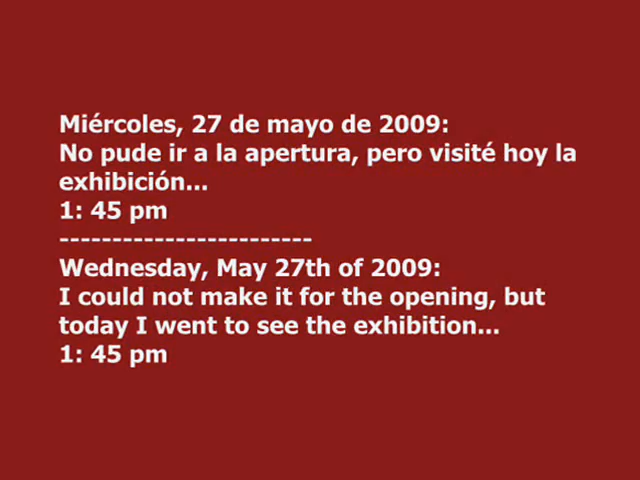 Miércoles, 27 de mayo de 2009:
No pude ir a la apertura, pero visité hoy la
exhibición...
1: 45 pm
------------------------
Wednesday, May 27th of 2009:
I could not make it for the opening, but
today I went to see the exhibition...
1: 45 pm